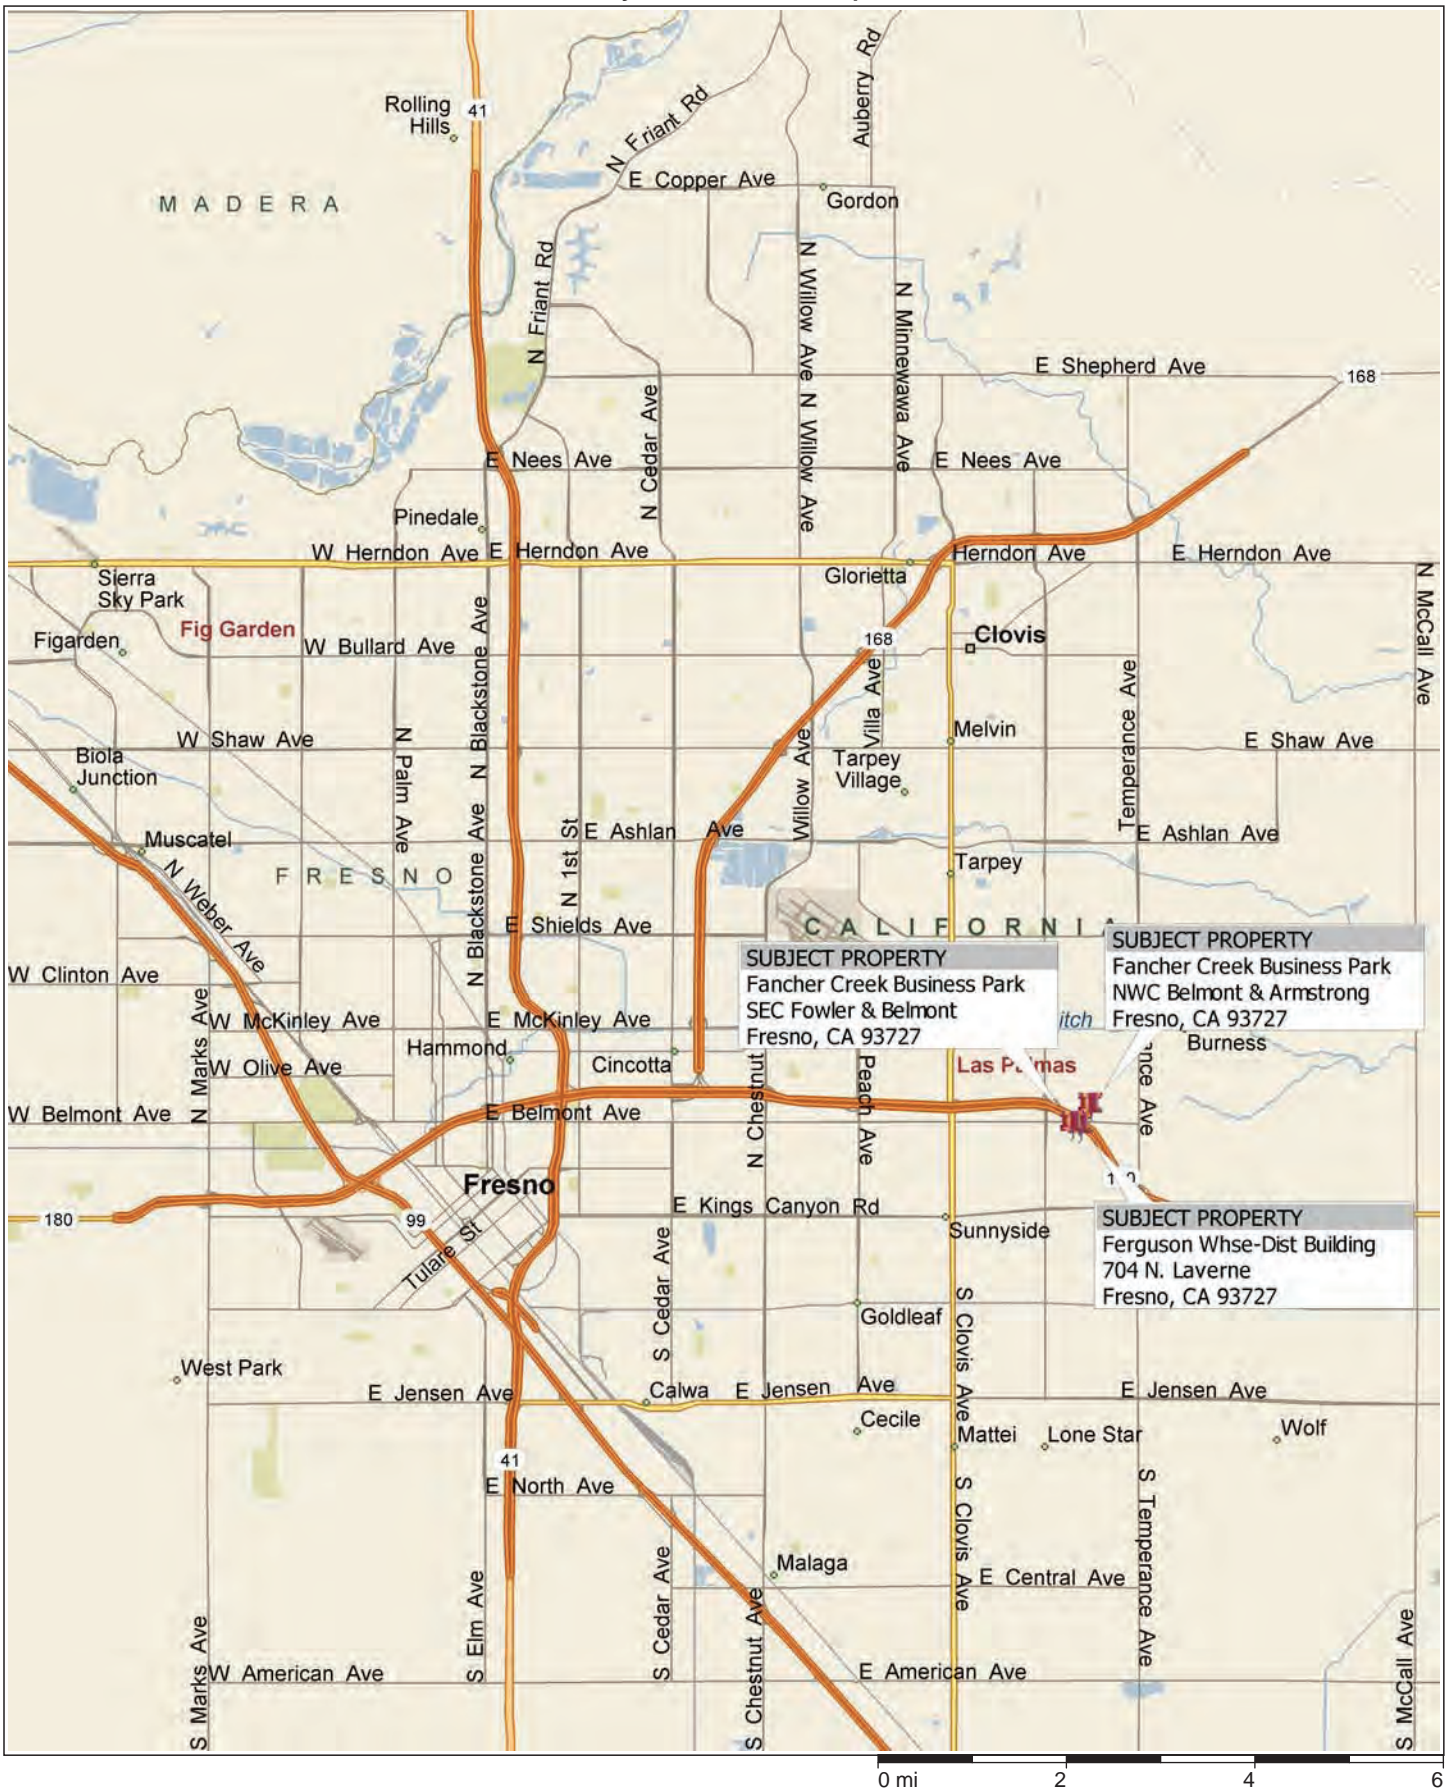 Auberry Rd
Rolling
Hills
41
N Friant Rd
E Copper Ave
Gordon
MADERA
N Friant Rd
N Willow Ave
N Minnewawa Ave
E Shepherd Ave
168
N Cedar Ave
N Willow Ave
E Nees Ave
E Nees Ave
Pinedale
W Herndon Ave
E Herndon Ave
Herndon Ave
E Herndon Ave
Sierra
Sky Park
Glorietta
N McCall Ave
Fig Garden
Figarden
W Bullard Ave
N Blackstone Ave
168
Clovis
Villa Ave
Temperance Ave
W Shaw Ave
N Palm Ave
Melvin
E Shaw Ave
Biola
Junction
Willow Ave
Tarpey
Village
Muscatel
N Blackstone Ave
N 1st St
E Ashlan Ave
E Ashlan Ave
FRESNO
Tarpey
N Weber Ave
E Shields Ave
CALIFORNIA
SUBJECT PROPERTY
Fancher Creek Business Park
SEC Fowler & Belmont
Fresno, CA 93727
SUBJECT PROPERTY
Fancher Creek Business Park
NWC Belmont & Armstrong
Fresno, CA 93727
W Clinton Ave
N Marks Ave
W McKinley Ave
E McKinley Ave
itch
Burness
Hammond
Cincotta
W Olive Ave
Las Palmas
W Belmont Ave
E Belmont Ave
N Chestnut
Peach Ave
ance Ave
Fresno
180
99
Tulare St
E Kings Canyon Rd
Sunnyside
SUBJECT PROPERTY
Ferguson Whse-Dist Building
704 N. Laverne
Fresno, CA 93727
S Cedar Ave
Goldleaf
S Clovis Ave
West Park
E Jensen Ave
Calwa
E Jensen Ave
E Jensen Ave
Cecile
Mattei
Lone Star
Wolf
41
E North Ave
S Clovis Ave
S Temperance Ave
Malaga
E Central Ave
S Elm Ave
S Cedar Ave
S Chestnut Ave
S Marks Ave
W American Ave
E American Ave
S McCall Ave
0 mi
2
4
6